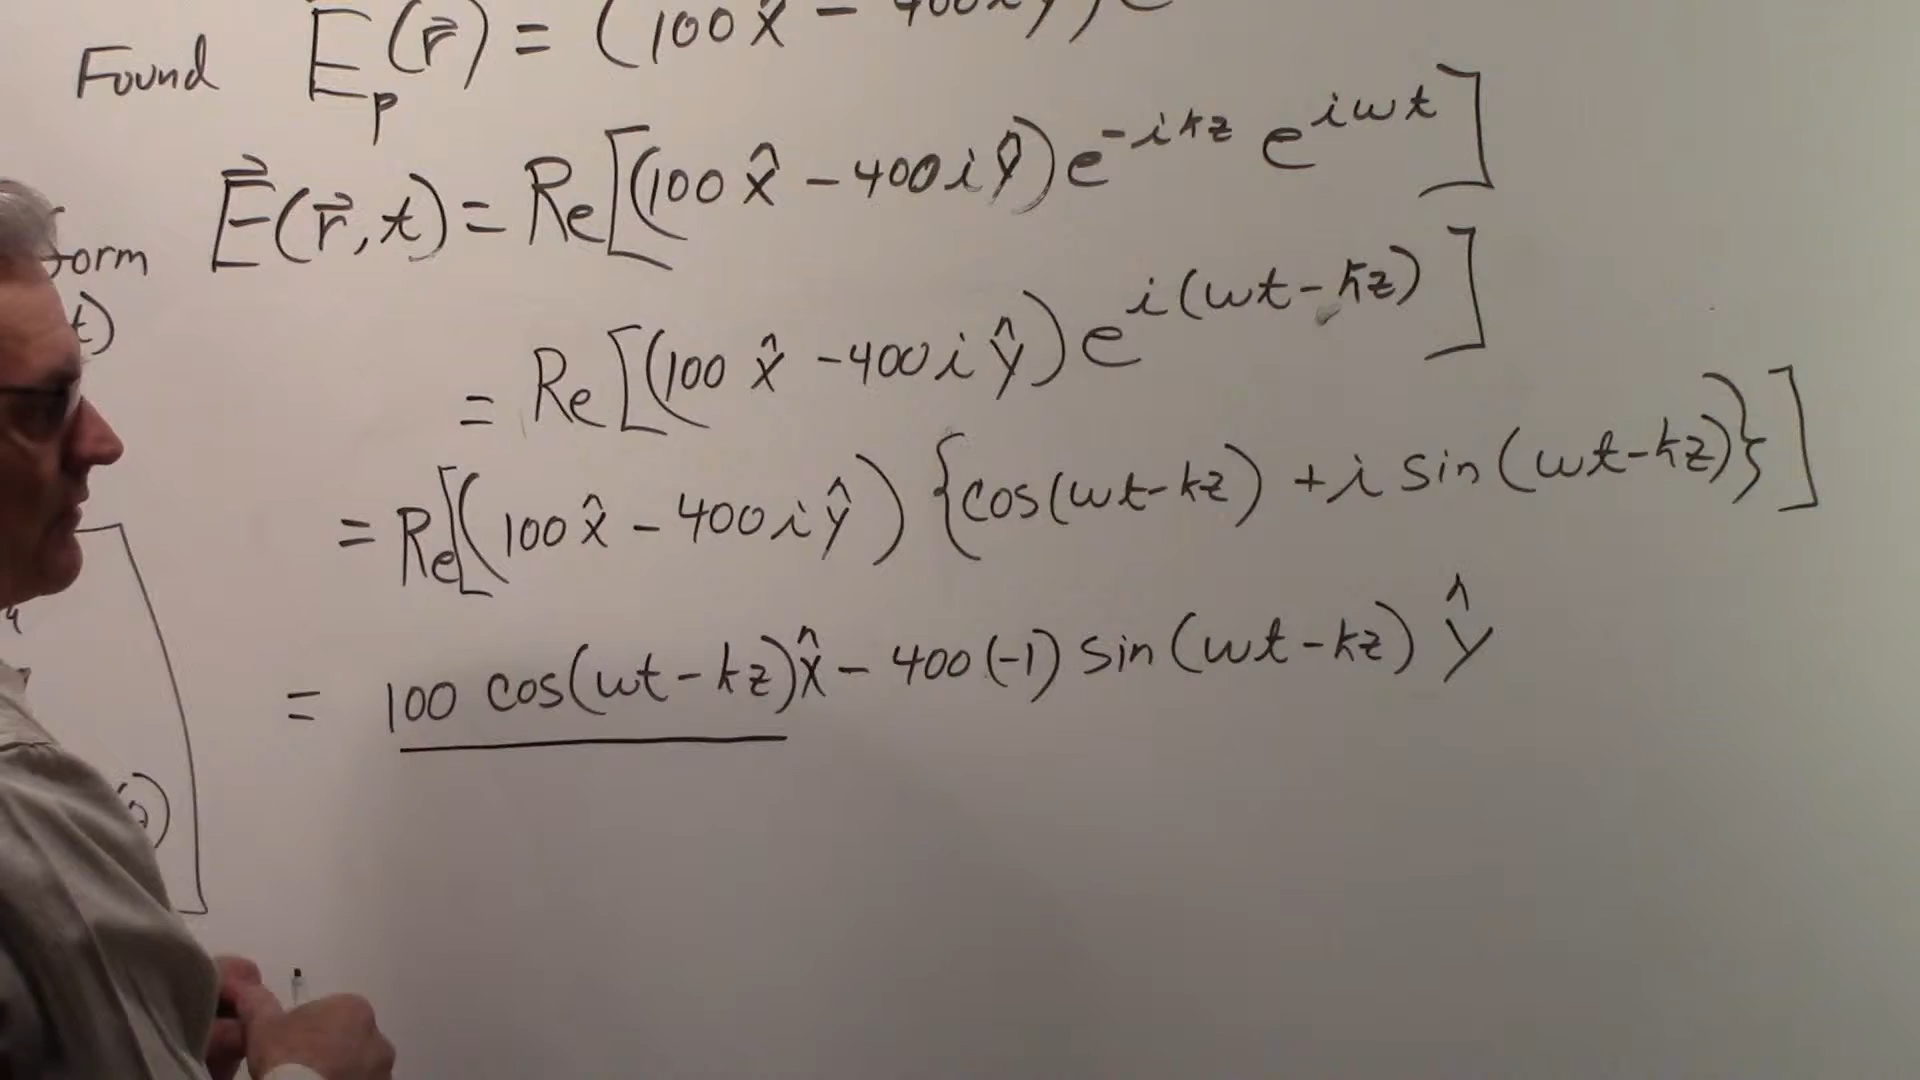 Found E⃗ₚ(r⃗) = (100 x̂ − 400 i ŷ) e
form E⃗(r⃗,t) = Re[(100 x̂ − 400 i ŷ) e^{-ikz} e^{iωt}]
t)
= Re[(100 x̂ − 400 i ŷ) e^{i(ωt−kz)}]
= Re[(100 x̂ − 400 i ŷ) {cos(ωt−kz) + i sin(ωt−kz)}]
= 100 cos(ωt−kz) x̂ − 400 (−1) sin(ωt−kz) ŷ